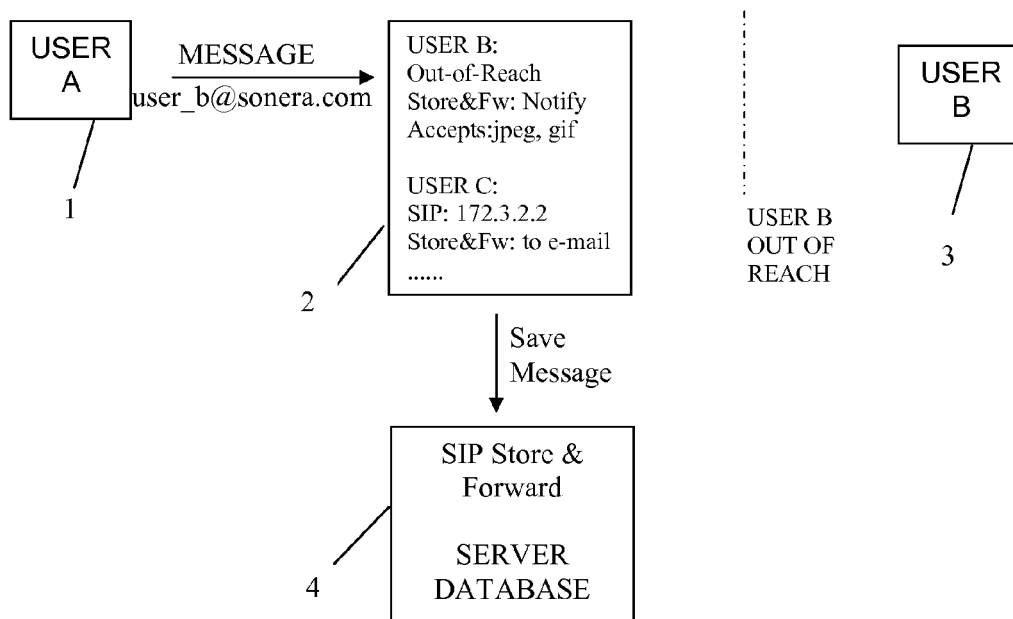 USER
A
MESSAGE
user_b@sonera.com
1
USER B:
Out-of-Reach
Store&Fw: Notify
Accepts:jpeg, gif
USER C:
SIP: 172.3.2.2
Store&Fw: to e-mail
......
2
USER B
OUT OF
REACH
USER
B
3
Save
Message
SIP Store &
Forward
SERVER
DATABASE
4